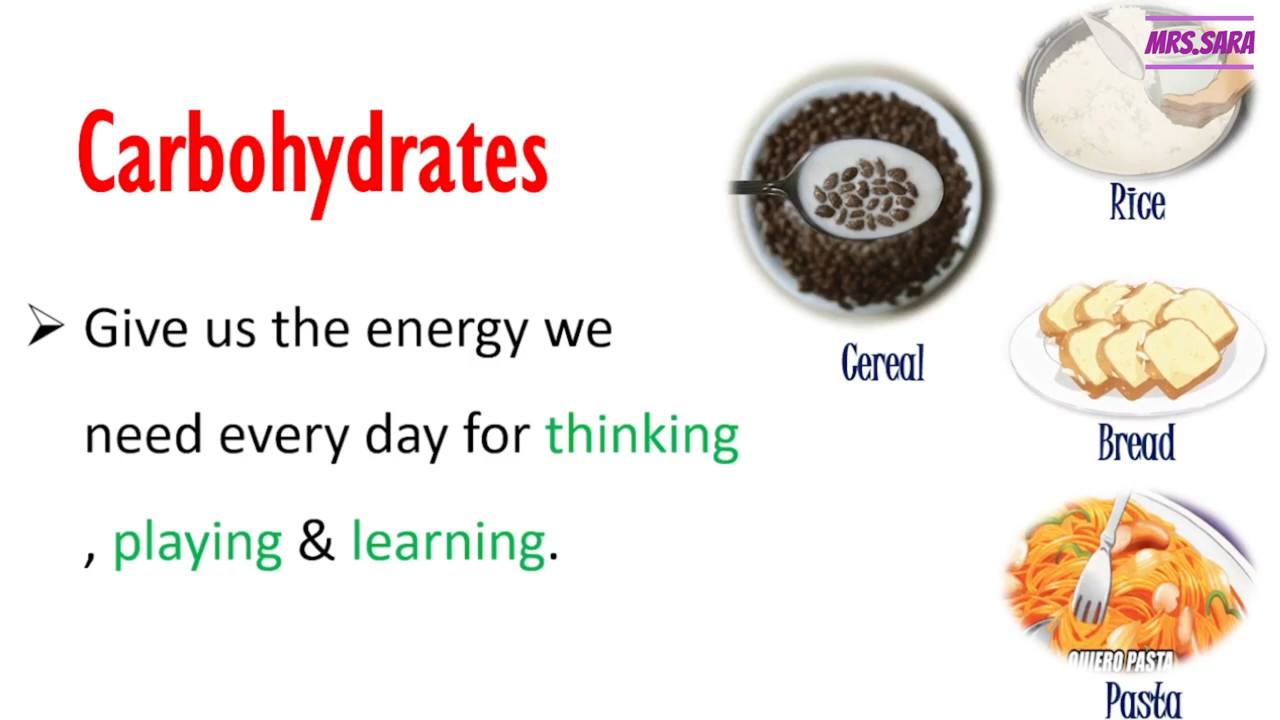 MRS.SARA
Carbohydrates
Give us the energy we
need every day for thinking
, playing & learning.
Rice
Cereal
Bread
QUIERO PASTA
Pasta